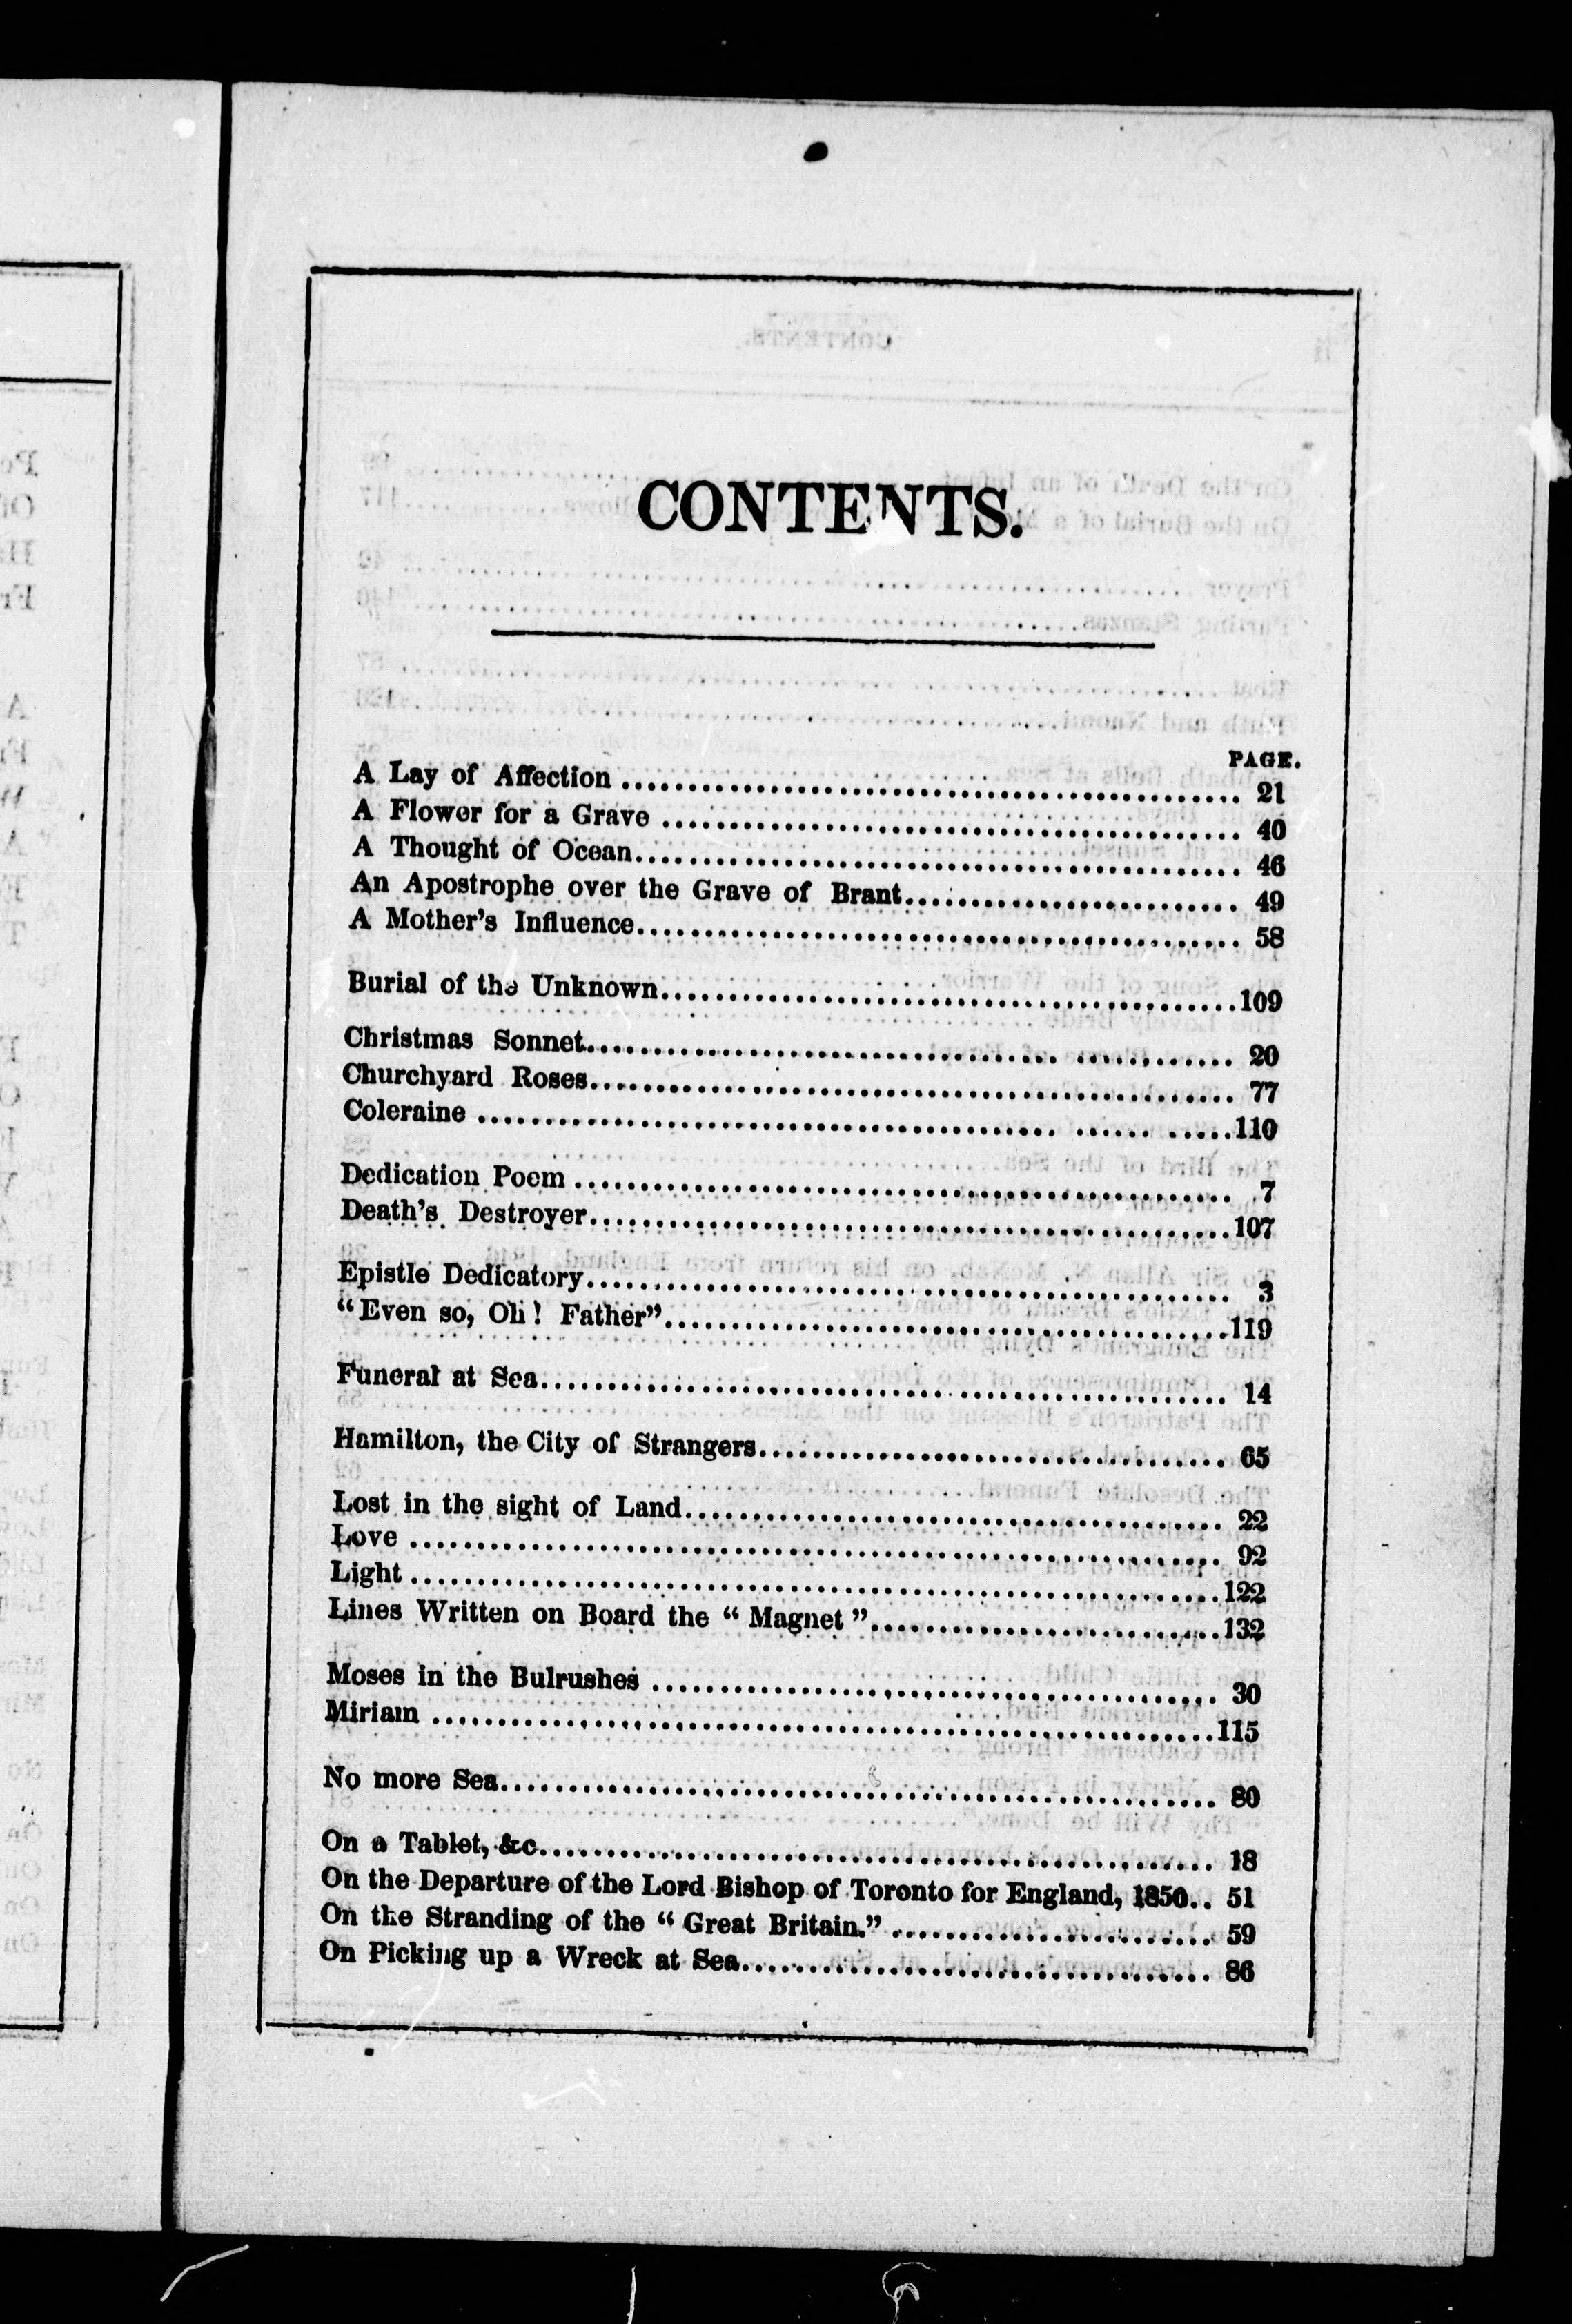 CONTENTS.
PAGE.
A Lay of Affection ........................................ 21
A Flower for a Grave ........................................ 40
A Thought of Ocean........................................ 46
An Apostrophe over the Grave of Brant........................ 49
A Mother's Influence........................................ 58
Burial of the Unknown........................................109
Christmas Sonnet........................................ 20
Churchyard Roses........................................ 77
Coleraine ........................................110
Dedication Poem ........................................ 7
Death's Destroyer........................................107
Epistle Dedicatory........................................ 3
“Even so, Oh! Father”........................................119
Funeral at Sea........................................ 14
Hamilton, the City of Strangers................................ 65
Lost in the sight of Land........................................ 22
Love ........................................ 92
Light ........................................122
Lines Written on Board the “Magnet”........................132
Moses in the Bulrushes ........................................ 30
Miriam ........................................115
No more Sea........................................ 80
On a Tablet, &c........................................ 18
On the Departure of the Lord Bishop of Toronto for England, 1850.. 51
On the Stranding of the “Great Britain.” ........................ 59
On Picking up a Wreck at Sea................................ 86